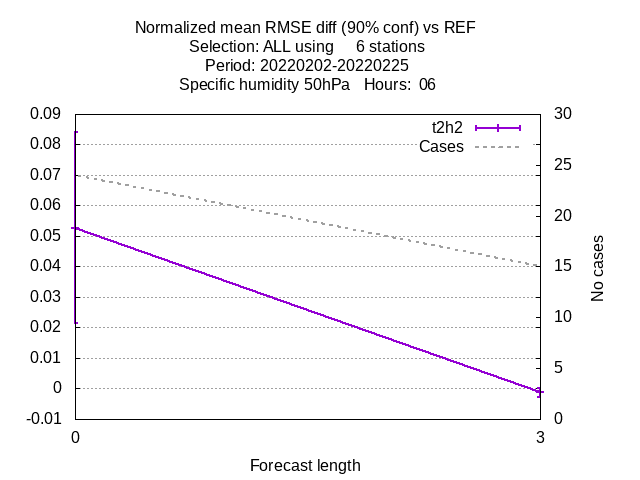 Normalized mean RMSE diff (90% conf) vs REF
Selection: ALL using     6 stations
Period: 20220202-20220225
Specific humidity 50hPa   Hours:  06
t2h2
Cases
0.09
0.08
0.07
0.06
0.05
0.04
0.03
0.02
0.01
0
-0.01
30
25
20
15
10
5
0
No cases
0
3
Forecast length